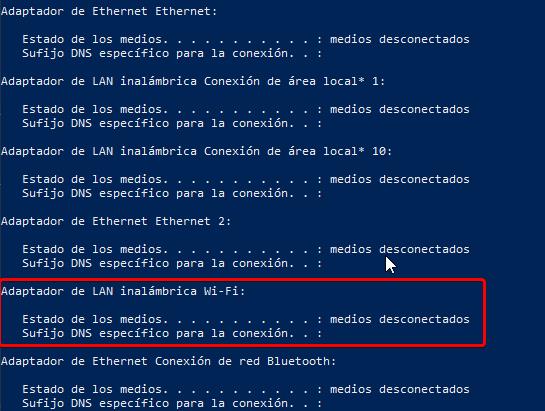 Adaptador de Ethernet Ethernet:
Estado de los medios. . . . . . . . . . . : medios desconectados
Sufijo DNS específico para la conexión. . :
Adaptador de LAN inalámbrica Conexión de área local* 1:
Estado de los medios. . . . . . . . . . . : medios desconectados
Sufijo DNS específico para la conexión. . :
Adaptador de LAN inalámbrica Conexión de área local* 10:
Estado de los medios. . . . . . . . . . . : medios desconectados
Sufijo DNS específico para la conexión. . :
Adaptador de Ethernet Ethernet 2:
Estado de los medios. . . . . . . . . . . : medios desconectados
Sufijo DNS específico para la conexión. . :
Adaptador de LAN inalámbrica Wi-Fi:
Estado de los medios. . . . . . . . . . . : medios desconectados
Sufijo DNS específico para la conexión. . :
Adaptador de Ethernet Conexión de red Bluetooth:
Estado de los medios. . . . . . . . . . . : medios desconectados
Sufijo DNS específico para la conexión. . :